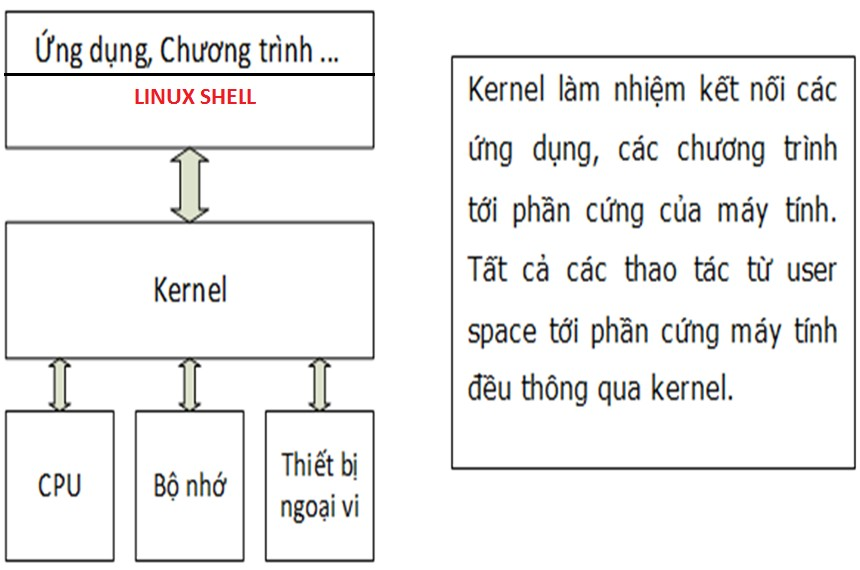 Ứng dụng, Chương trình ...
LINUX SHELL
Kernel
CPU
Bộ nhớ
Thiết bị
ngoại vi
Kernel làm nhiệm kết nối các
ứng dụng, các chương trình
tới phần cứng của máy tính.
Tất cả các thao tác từ user
space tới phần cứng máy tính
đều thông qua kernel.